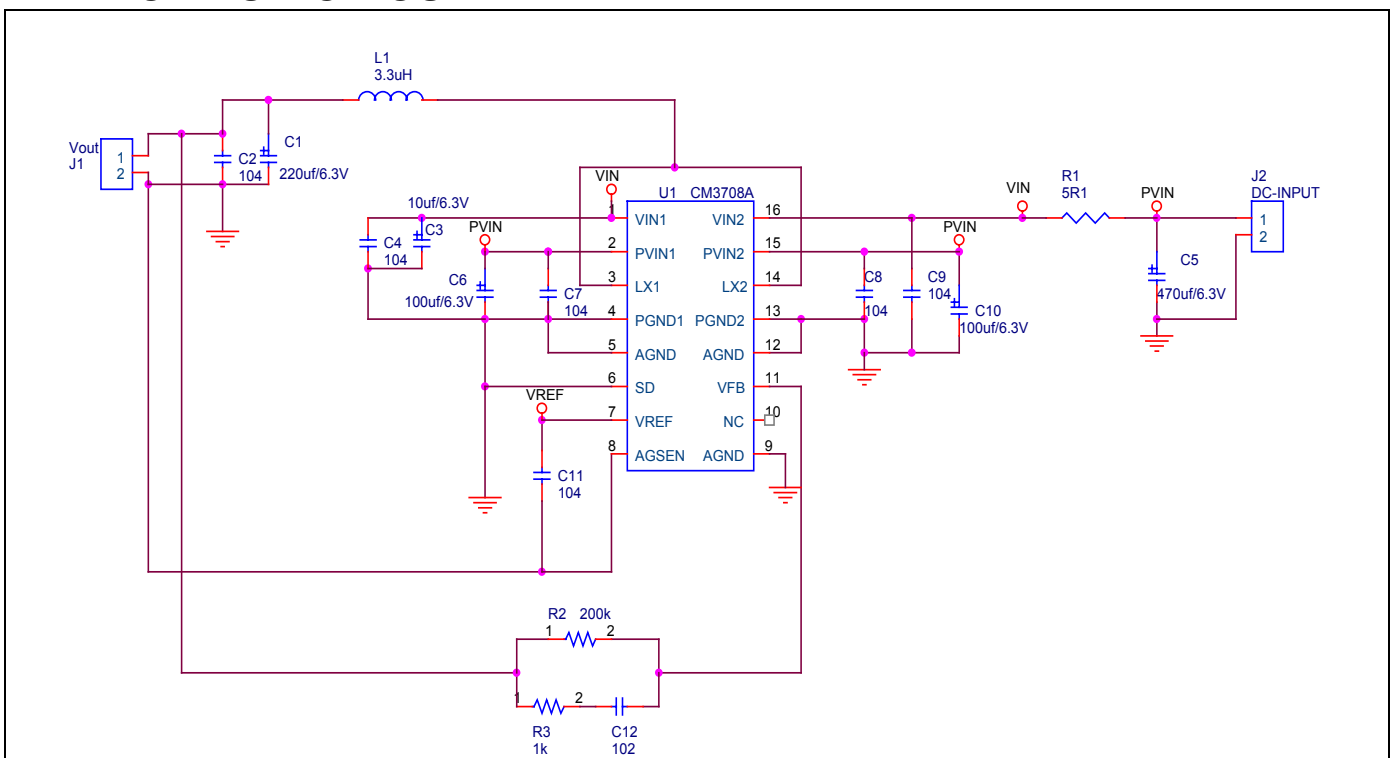 L1
3.3uH
Vout
J1
1
2
C2
104
C1
220uf/6.3V
VIN
U1 CM3708A
R1
5R1
VIN
PVIN
J2
DC-INPUT
1
2
10uf/6.3V
C3
C4
104
PVIN
C6
100uf/6.3V
C7
104
1 VIN1
2 PVIN1
3 LX1
4 PGND1
5 AGND
6 SD
7 VREF
8 AGSEN
VIN2 16
PVIN2 15
LX2 14
PGND2 13
AGND 12
VFB 11
NC 10
AGND 9
PVIN
C8
104
C9
104
C10
100uf/6.3V
C5
470uf/6.3V
VREF
C11
104
R2 200k
1 2
1 2
R3
1k
C12
102